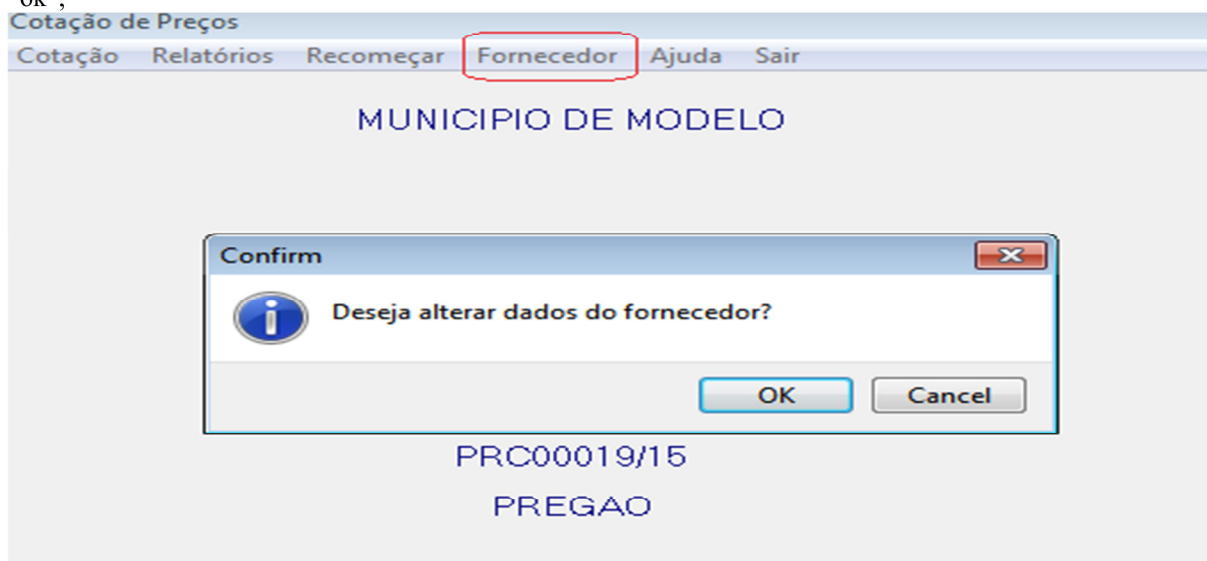 "ok",
Cotação de Preços
Cotação Relatórios Recomeçar Fornecedor Ajuda Sair
MUNICIPIO DE MODELO
Confirm
Deseja alterar dados do fornecedor?
OK Cancel
PRC00019/15
PREGAO